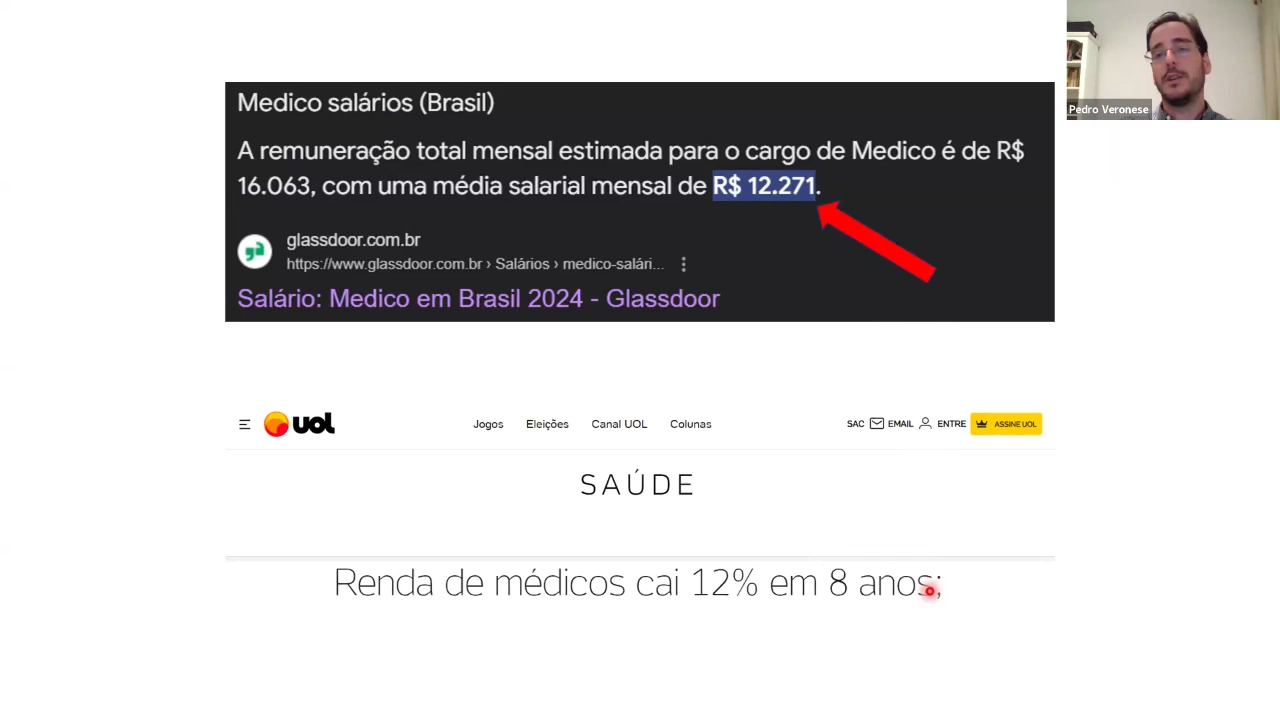 Pedro Veronese
Medico salários (Brasil)
A remuneração total mensal estimada para o cargo de Medico é de R$
16.063, com uma média salarial mensal de R$ 12.271.
glassdoor.com.br
https://www.glassdoor.com.br › Salários › medico-salári...
Salário: Medico em Brasil 2024 - Glassdoor
UOL Jogos Eleições Canal UOL Colunas SAC EMAIL ENTRE ASSINE UOL
SAÚDE
Renda de médicos cai 12% em 8 anos;